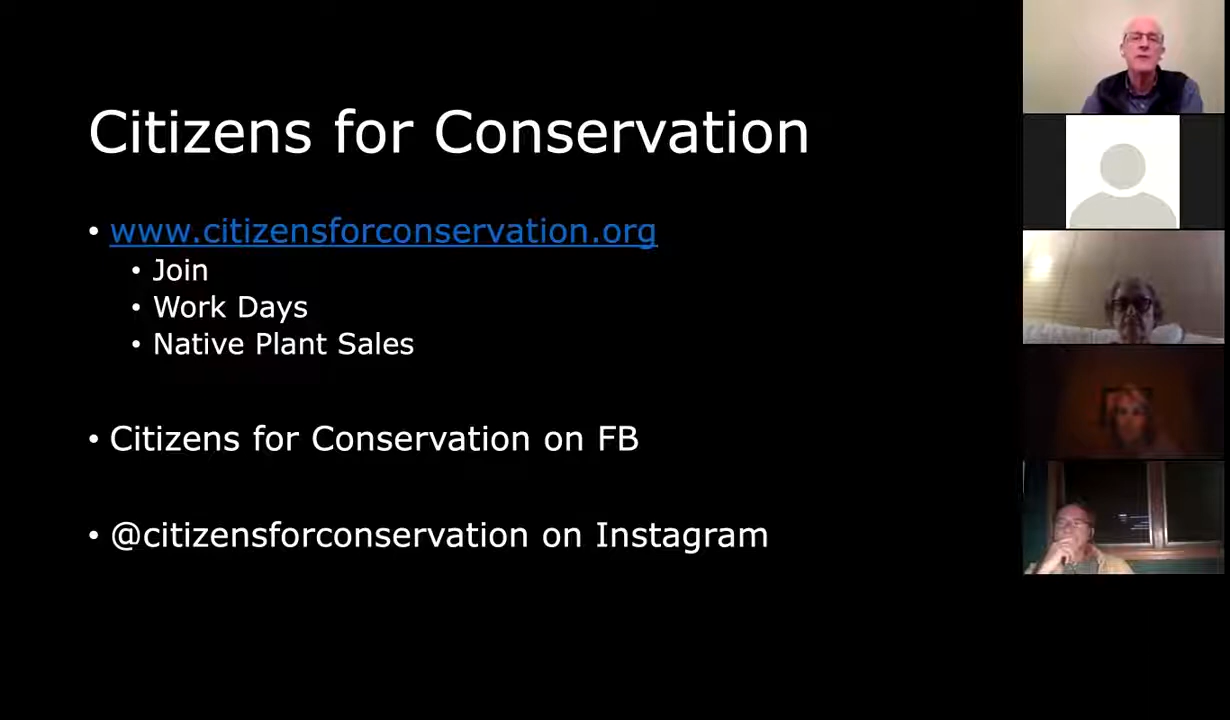 Citizens for Conservation
• www.citizensforconservation.org
• Join
• Work Days
• Native Plant Sales
• Citizens for Conservation on FB
• @citizensforconservation on Instagram